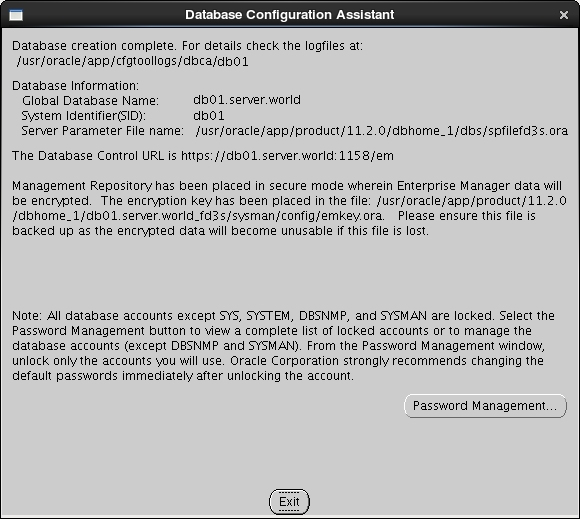 Database Configuration Assistant
Database creation complete. For details check the logfiles at:
/usr/oracle/app/cfgtoollogs/dbca/db01
Database Information:
Global Database Name: db01.server.world
System Identifier(SID): db01
Server Parameter File name: /usr/oracle/app/product/11.2.0/dbhome_1/dbs/spfilefd3s.ora
The Database Control URL is https://db01.server.world:1158/em
Management Repository has been placed in secure mode wherein Enterprise Manager data will
be encrypted. The encryption key has been placed in the file: /usr/oracle/app/product/11.2.0
/dbhome_1/db01.server.world_fd3s/sysman/config/emkey.ora. Please ensure this file is
backed up as the encrypted data will become unusable if this file is lost.
Note: All database accounts except SYS, SYSTEM, DBSNMP, and SYSMAN are locked. Select the
Password Management button to view a complete list of locked accounts or to manage the
database accounts (except DBSNMP and SYSMAN). From the Password Management window,
unlock only the accounts you will use. Oracle Corporation strongly recommends changing the
default passwords immediately after unlocking the account.
Password Management...
Exit